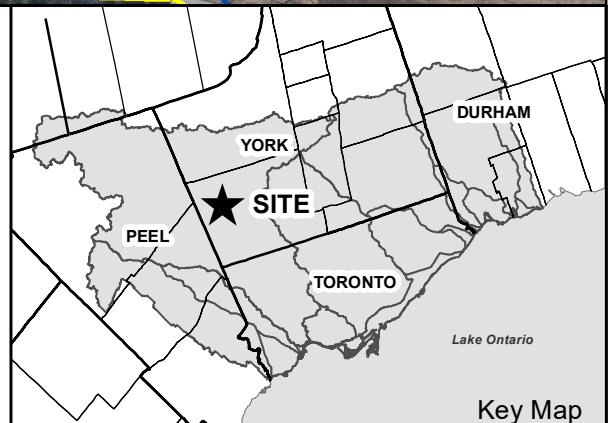 DURHAM
YORK
SITE
PEEL
TORONTO
Lake Ontario
Key Map